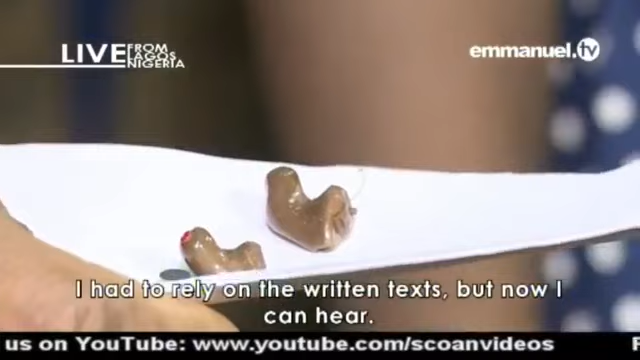 LIVE FROM LAGOS NIGERIA
emmanuel.tv
I had to rely on the written texts, but now I
can hear.
us on YouTube: www.youtube.com/scoanvideos